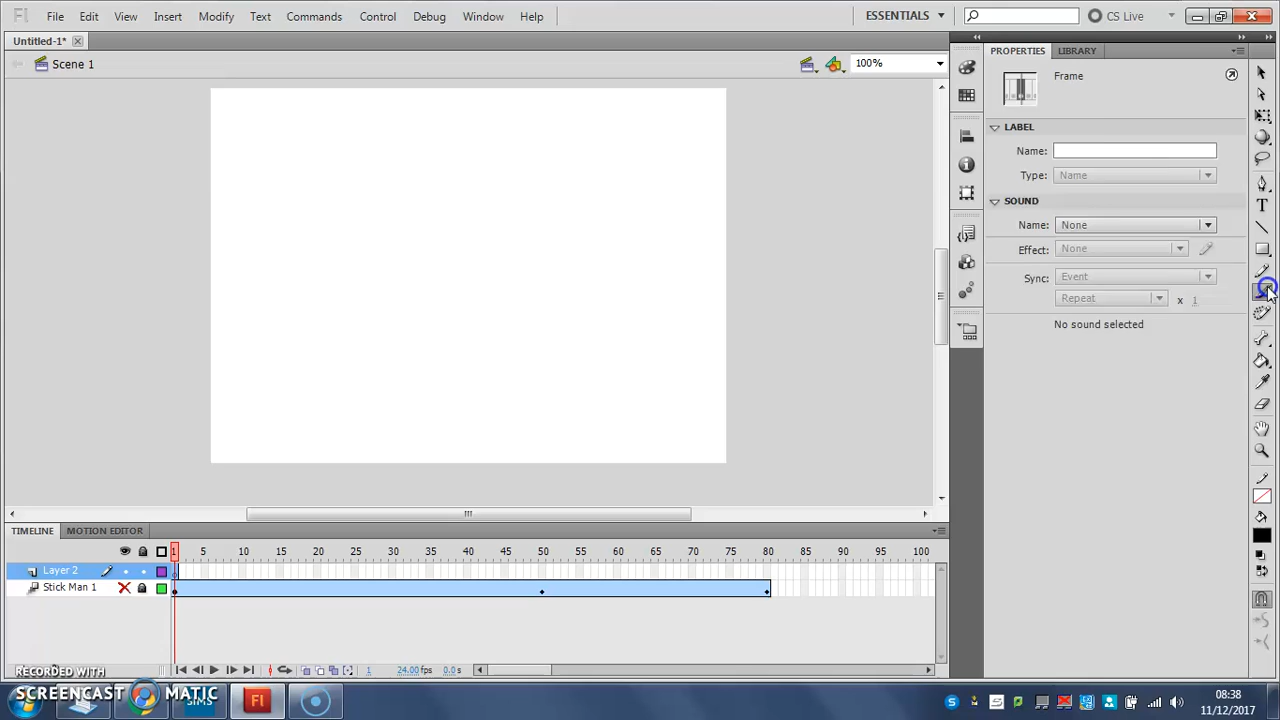 Fl File Edit View Insert Modify Text Commands Control Debug Window Help ESSENTIALS CS Live
Untitled-1*
Scene 1 100%
PROPERTIES LIBRARY
Frame
LABEL
Name:
Type: Name
SOUND
Name: None
Effect: None
Sync: Event
Repeat x 1
No sound selected
T
TIMELINE MOTION EDITOR
1 5 10 15 20 25 30 35 40 45 50 55 60 65 70 75 80 85 90 95 100
Layer 2
Stick Man 1
1 24.00 fps 0.0 s
RECORDED WITH
SCREENCAST MATIC
SIMS Fl
08:38
11/12/2017